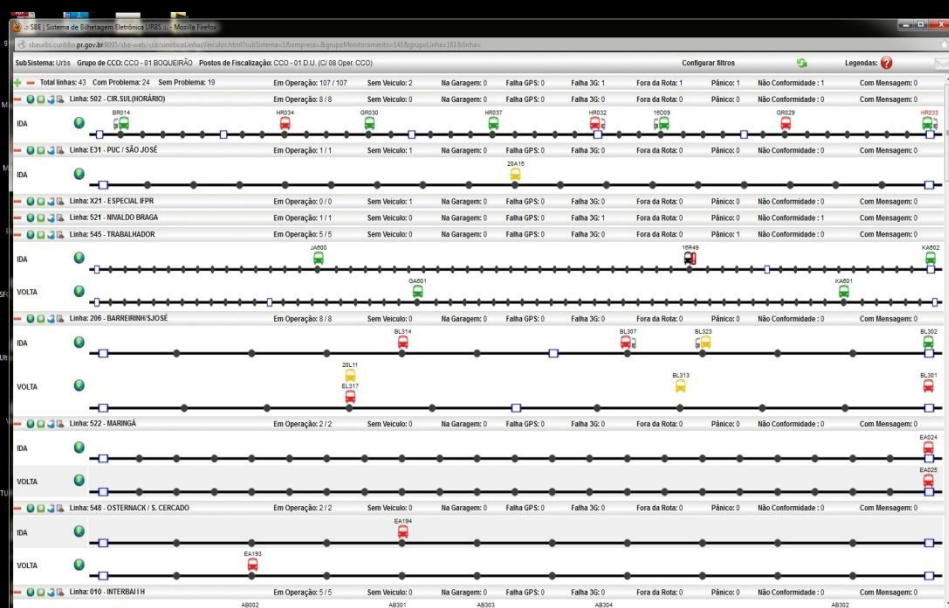 SBE | Sistema de Bilhetagem Eletrônica URBS :. - Mozilla Firefox
SubSistema: Urbs Grupo de CCO: CCO - 01 BOQUEIRÃO Postos de Fiscalização: CCO - 01 D.U. (C/ 08 Oper. CCO) Configurar filtros Legendas:
Total linhas: 43 Com Problema: 24 Sem Problema: 19 Em Operação: 107 / 107 Sem Veiculo: 2 Na Garagem: 0 Falha GPS: 0 Falha 3G: 1 Fora da Rota: 1 Pânico: 1 Não Conformidade : 1 Com Mensagem: 0
Linha: 502 - CIR.SUL(HORÁRIO) Em Operação: 8 / 8 Sem Veiculo: 0 Na Garagem: 0 Falha GPS: 0 Falha 3G: 0 Fora da Rota: 0 Pânico: 0 Não Conformidade : 0 Com Mensagem: 0
BR014 HR034 GR030 HR037 HR032 GR029 HR033
IDA
Linha: E31 - PUC / SÃO JOSÉ Em Operação: 1 / 1 Sem Veiculo: 1 Na Garagem: 0 Falha GPS: 0 Falha 3G: 0 Fora da Rota: 0 Pânico: 0 Não Conformidade : 0 Com Mensagem: 0
20A15
IDA
Linha: X21 - ESPECIAL IFPR Em Operação: 0 / 0 Sem Veiculo: 1 Na Garagem: 0 Falha GPS: 0 Falha 3G: 0 Fora da Rota: 0 Pânico: 0 Não Conformidade : 0 Com Mensagem: 0
Linha: 521 - NIVALDO BRAGA Em Operação: 1 / 1 Sem Veiculo: 0 Na Garagem: 0 Falha GPS: 0 Falha 3G: 1 Fora da Rota: 0 Pânico: 0 Não Conformidade : 1 Com Mensagem: 0
Linha: 545 - TRABALHADOR Em Operação: 5 / 5 Sem Veiculo: 0 Na Garagem: 0 Falha GPS: 0 Falha 3G: 0 Fora da Rota: 0 Pânico: 1 Não Conformidade : 0 Com Mensagem: 0
JA600 16R49 KA602
IDA
GA601 KA601
VOLTA
Linha: 206 - BARREIRINH/SJOSÉ Em Operação: 8 / 8 Sem Veiculo: 0 Na Garagem: 0 Falha GPS: 0 Falha 3G: 0 Fora da Rota: 0 Pânico: 0 Não Conformidade : 0 Com Mensagem: 0
BL314 BL307 BL323 BL302
IDA
20L11 BL313 BL301
EL317
VOLTA
Linha: 522 - MARINGÁ Em Operação: 2 / 2 Sem Veiculo: 0 Na Garagem: 0 Falha GPS: 0 Falha 3G: 0 Fora da Rota: 0 Pânico: 0 Não Conformidade : 0 Com Mensagem: 0
EA024
IDA
EA025
VOLTA
Linha: 548 - OSTERNACK / S. CERCADO Em Operação: 2 / 2 Sem Veiculo: 0 Na Garagem: 0 Falha GPS: 0 Falha 3G: 0 Fora da Rota: 0 Pânico: 0 Não Conformidade : 0 Com Mensagem: 0
EA194
IDA
EA193
VOLTA
Linha: 010 - INTERBAI I H Em Operação: 5 / 5 Sem Veiculo: 0 Na Garagem: 0 Falha GPS: 0 Falha 3G: 0 Fora da Rota: 0 Pânico: 0 Não Conformidade : 0 Com Mensagem: 0
AB002 AB301 AB303 AB304 AB302